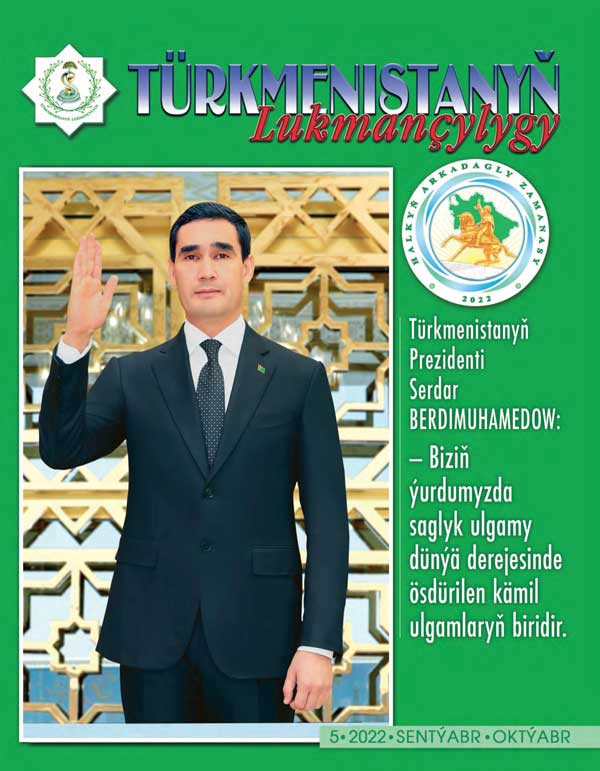 TÜRKMENISTANYŇ
Lukmançylygy
HALKYŇ ARKADAGLY ZAMANASY
2022
Türkmenistanyň
Prezidenti
Serdar
BERDIMUHAMEDOW:
– Biziň
ýurdumyzda
saglyk ulgamy
dünýä derejesinde
ösdürilen kämil
ulgamlaryň biridir.
5•2022•SENTÝABR•OKTÝABR